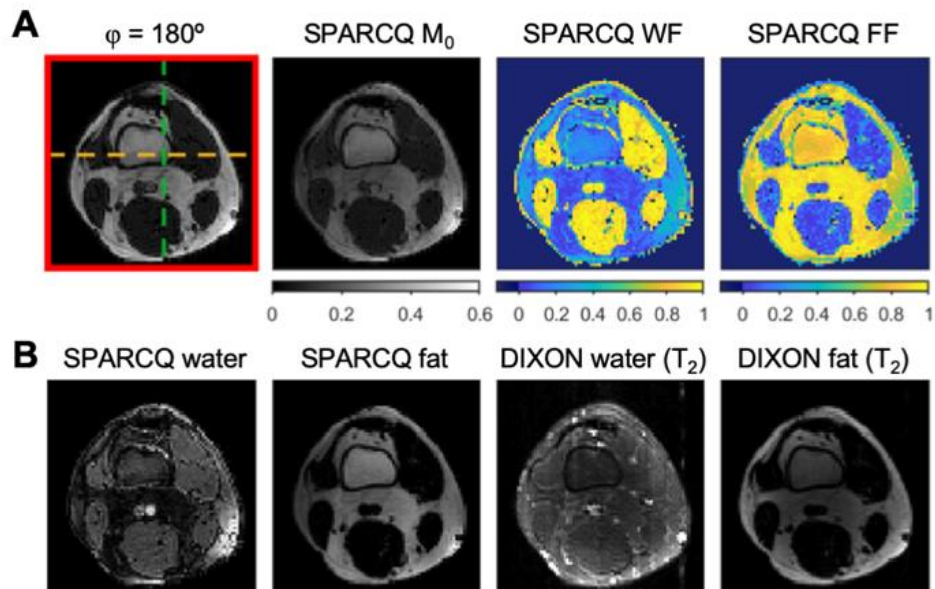 A
φ = 180º
SPARCQ M₀
SPARCQ WF
SPARCQ FF
0 0.2 0.4 0.6
0 0.2 0.4 0.6 0.8 1
0 0.2 0.4 0.6 0.8 1
B
SPARCQ water
SPARCQ fat
DIXON water (T₂)
DIXON fat (T₂)